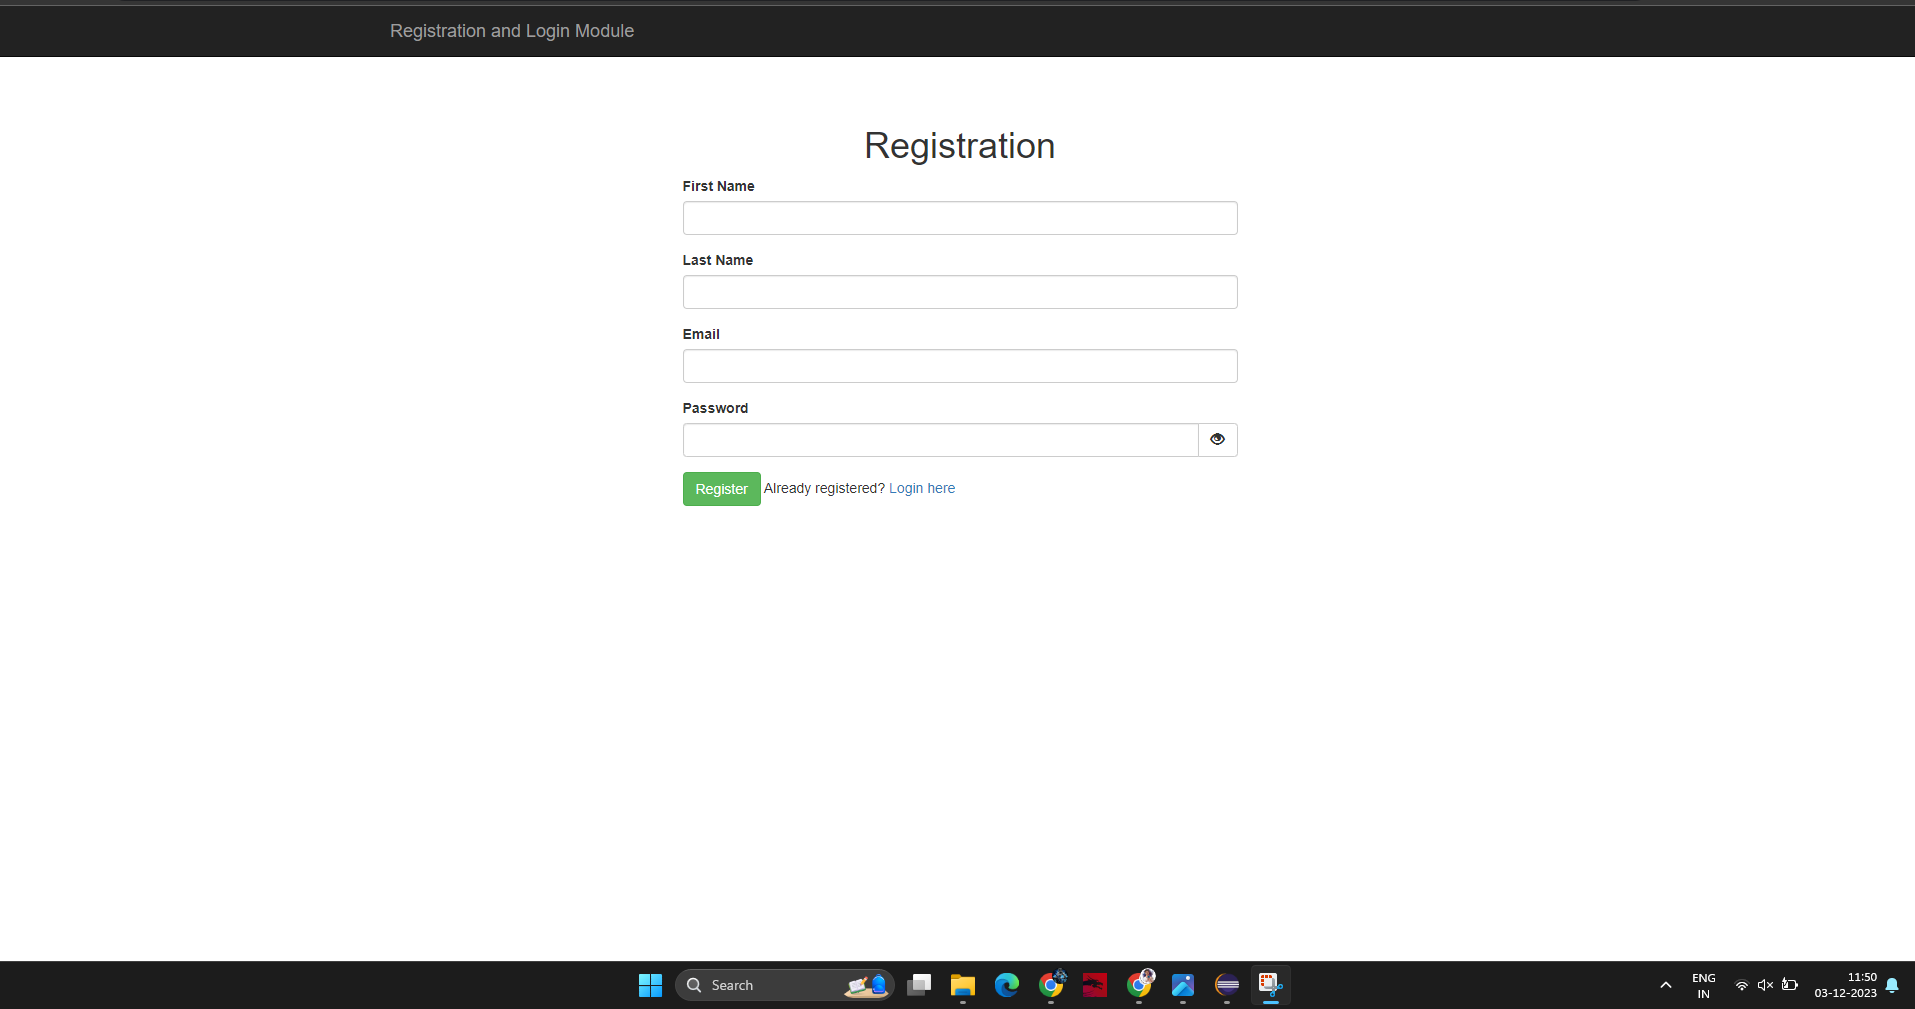 Registration and Login Module
Registration
First Name
Last Name
Email
Password
Register Already registered? Login here
Search
ENG
IN
11:50
03-12-2023